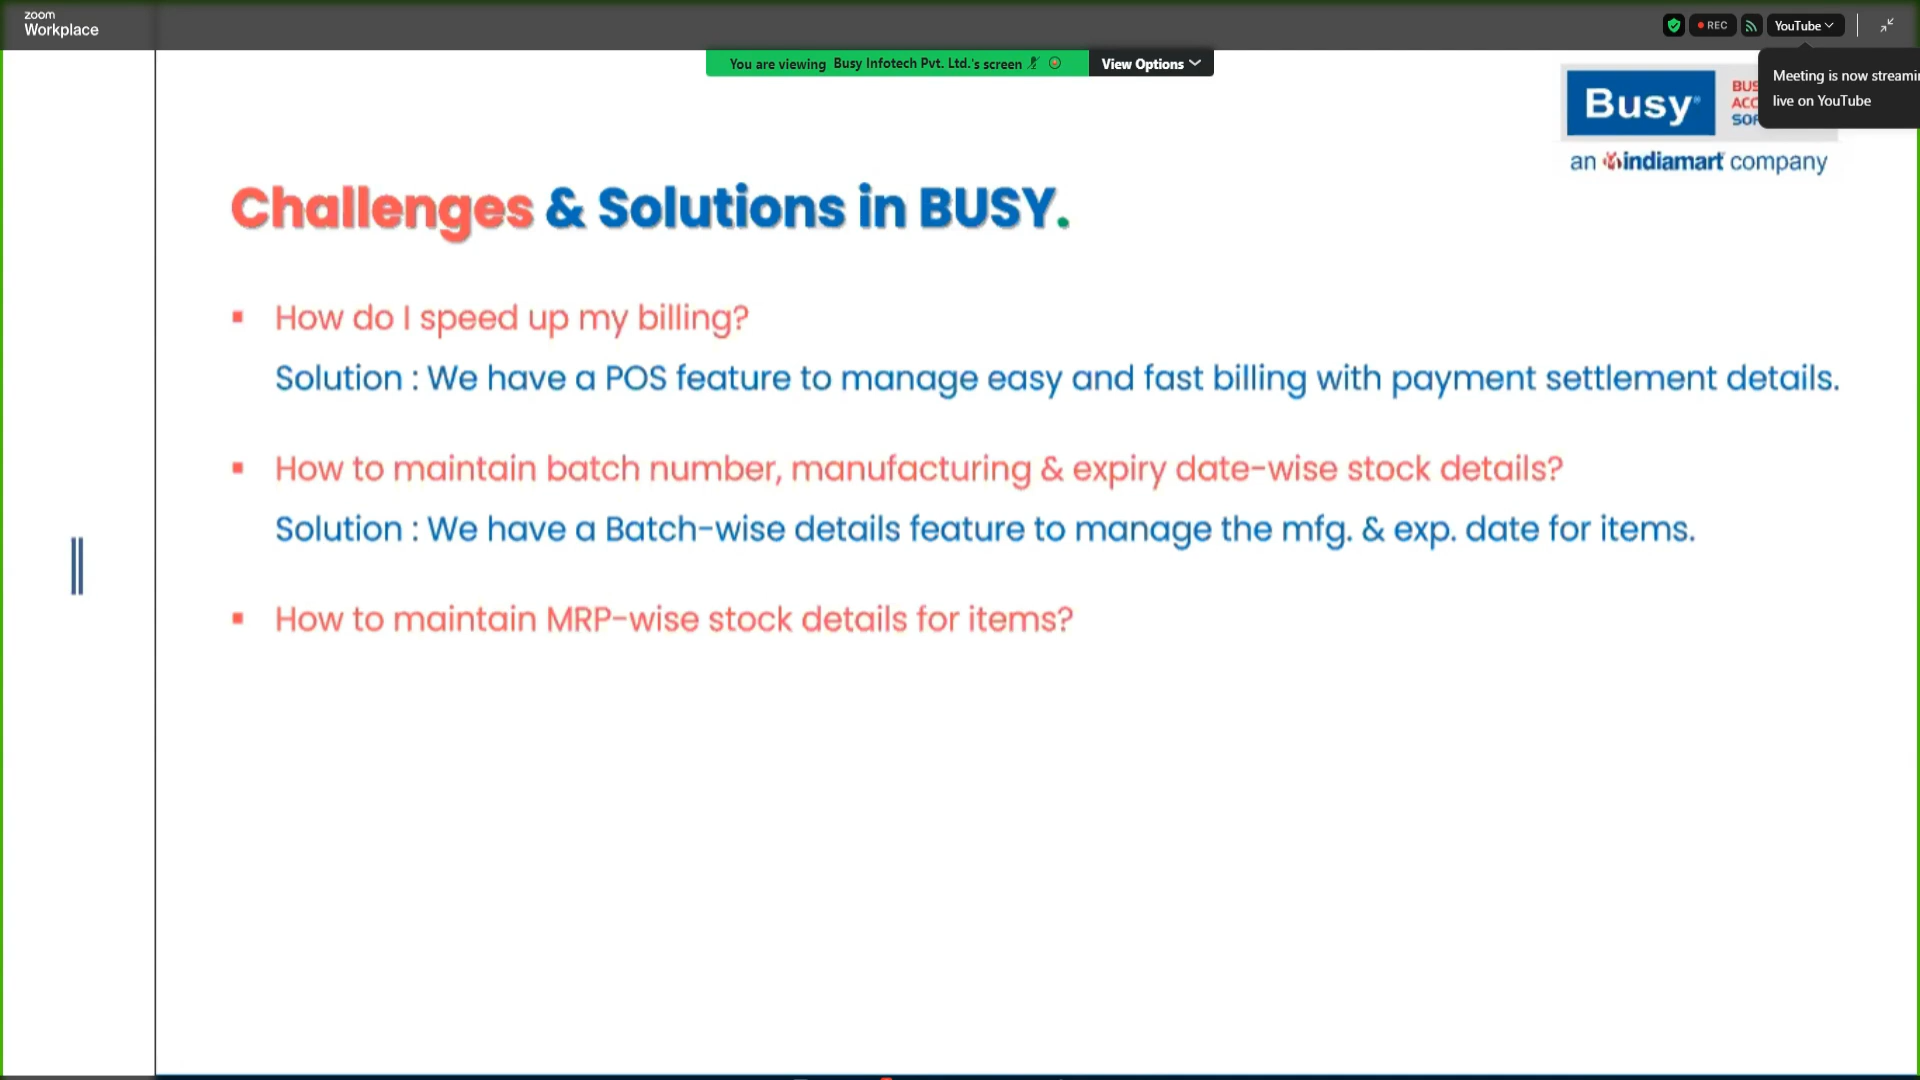 zoom
Workplace
REC
YouTube
You are viewing Busy Infotech Pvt. Ltd.'s screen
View Options
Meeting is now
live on YouTube
Busy
an indiamart company
Challenges & Solutions in BUSY.
▪ How do I speed up my billing?
Solution : We have a POS feature to manage easy and fast billing with payment settlement details.
▪ How to maintain batch number, manufacturing & expiry date-wise stock details?
Solution : We have a Batch-wise details feature to manage the mfg. & exp. date for items.
▪ How to maintain MRP-wise stock details for items?